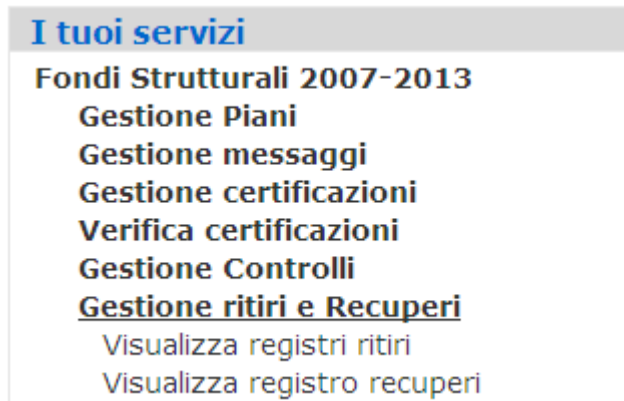 I tuoi servizi
Fondi Strutturali 2007-2013
Gestione Piani
Gestione messaggi
Gestione certificazioni
Verifica certificazioni
Gestione Controlli
Gestione ritiri e Recuperi
Visualizza registri ritiri
Visualizza registro recuperi